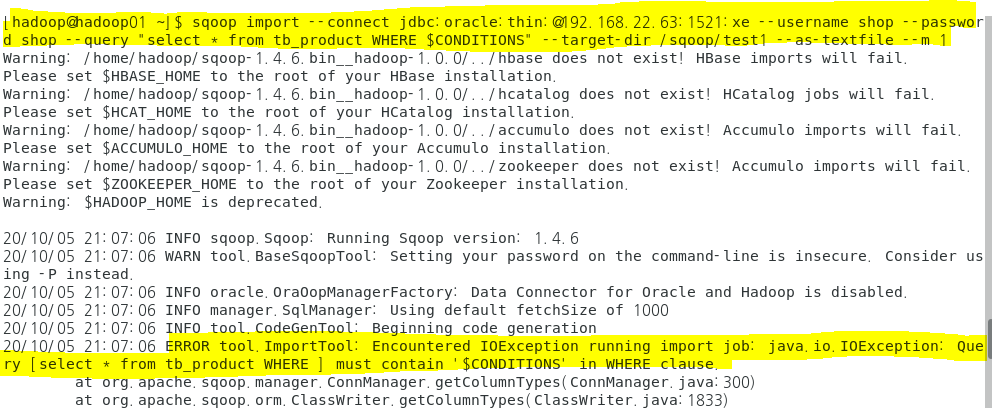 [hadoop@hadoop01 ~]$ sqoop import --connect jdbc:oracle:thin:@192.168.22.63:1521:xe --username shop --passwor
d shop --query "select * from tb_product WHERE $CONDITIONS" --target-dir /sqoop/test1 --as-textfile --m 1
Warning: /home/hadoop/sqoop-1.4.6.bin__hadoop-1.0.0/../hbase does not exist! HBase imports will fail.
Please set $HBASE_HOME to the root of your HBase installation.
Warning: /home/hadoop/sqoop-1.4.6.bin__hadoop-1.0.0/../hcatalog does not exist! HCatalog jobs will fail.
Please set $HCAT_HOME to the root of your HCatalog installation.
Warning: /home/hadoop/sqoop-1.4.6.bin__hadoop-1.0.0/../accumulo does not exist! Accumulo imports will fail.
Please set $ACCUMULO_HOME to the root of your Accumulo installation.
Warning: /home/hadoop/sqoop-1.4.6.bin__hadoop-1.0.0/../zookeeper does not exist! Accumulo imports will fail.
Please set $ZOOKEEPER_HOME to the root of your Zookeeper installation.
Warning: $HADOOP_HOME is deprecated.
20/10/05 21:07:06 INFO sqoop.Sqoop: Running Sqoop version: 1.4.6
20/10/05 21:07:06 WARN tool.BaseSqoopTool: Setting your password on the command-line is insecure. Consider us
ing -P instead.
20/10/05 21:07:06 INFO oracle.OraOopManagerFactory: Data Connector for Oracle and Hadoop is disabled.
20/10/05 21:07:06 INFO manager.SqlManager: Using default fetchSize of 1000
20/10/05 21:07:06 INFO tool.CodeGenTool: Beginning code generation
20/10/05 21:07:06 ERROR tool.ImportTool: Encountered IOException running import job: java.io.IOException: Que
ry [select * from tb_product WHERE ] must contain '$CONDITIONS' in WHERE clause.
at org.apache.sqoop.manager.ConnManager.getColumnTypes(ConnManager.java:300)
at org.apache.sqoop.orm.ClassWriter.getColumnTypes(ClassWriter.java:1833)